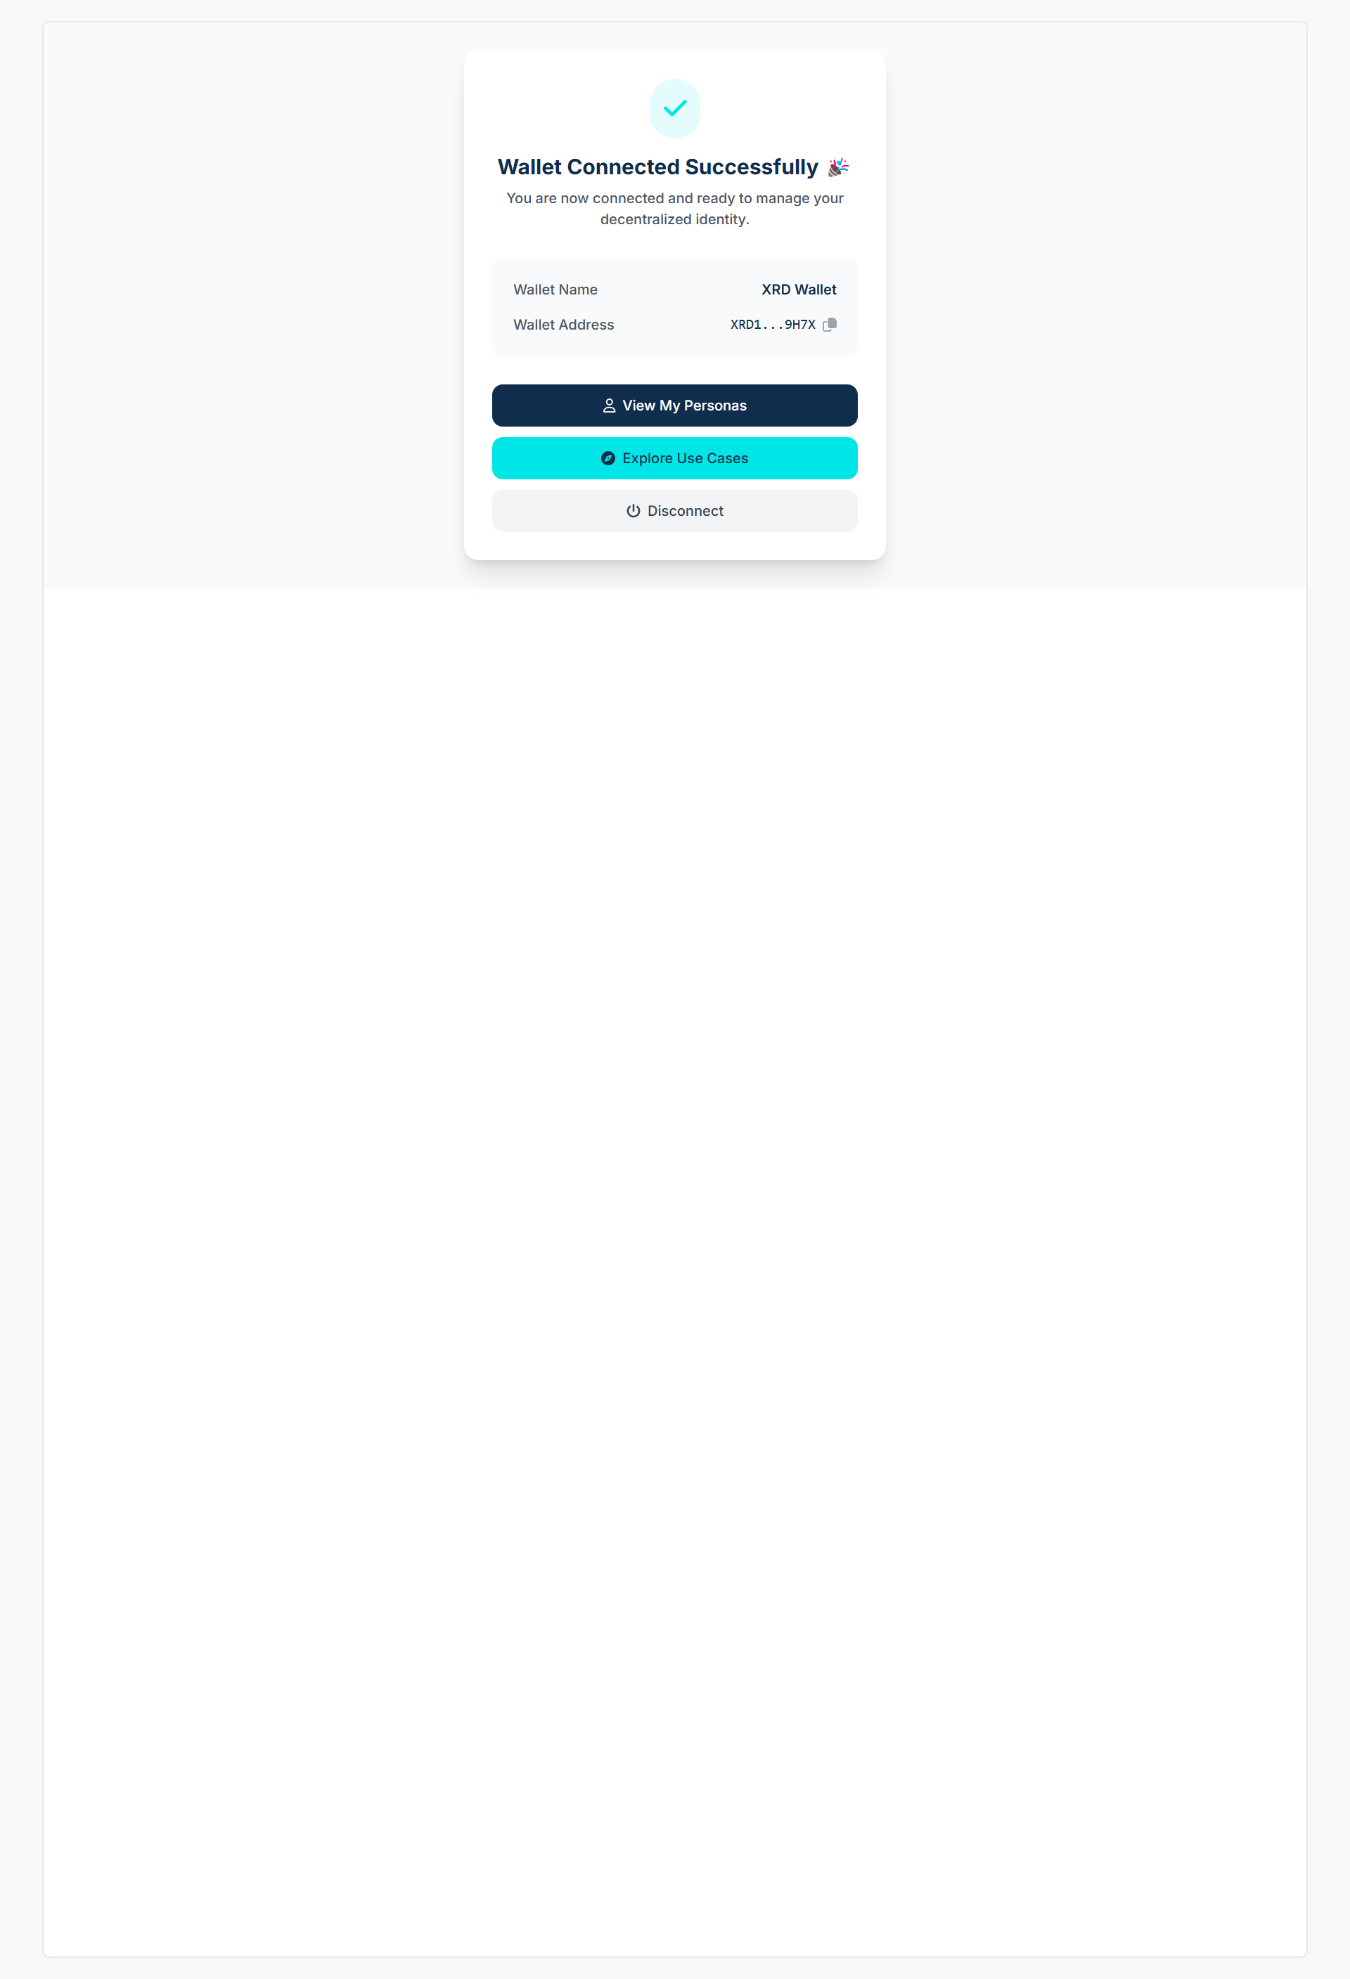 Wallet Connected Successfully 🎉
You are now connected and ready to manage your
decentralized identity.
Wallet Name
XRD Wallet
Wallet Address
XRD1...9H7X
View My Personas
Explore Use Cases
Disconnect